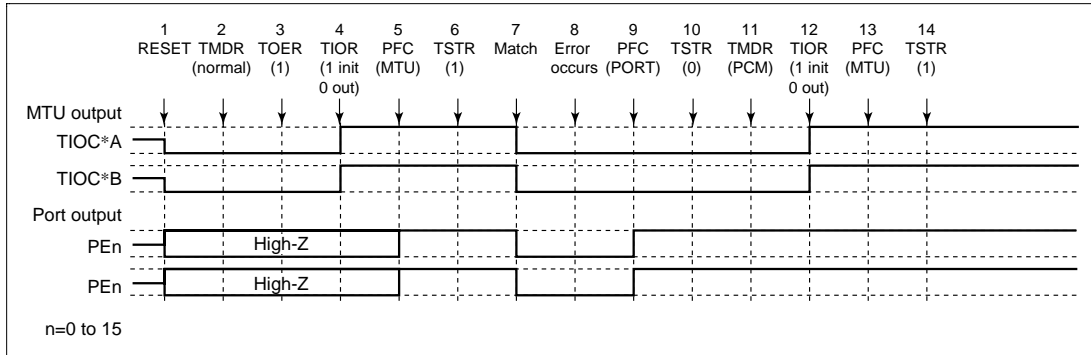 1 2 3 4 5 6 7 8 9 10 11 12 13 14
RESET TMDR TOER TIOR PFC TSTR Match Error PFC TSTR TMDR TIOR PFC TSTR
(normal) (1) (1 init (MTU) (1) occurs (PORT) (0) (PCM) (1 init (MTU) (1)
0 out) 0 out)
MTU output
TIOC*A
TIOC*B
Port output
PEn High-Z
PEn High-Z
n=0 to 15